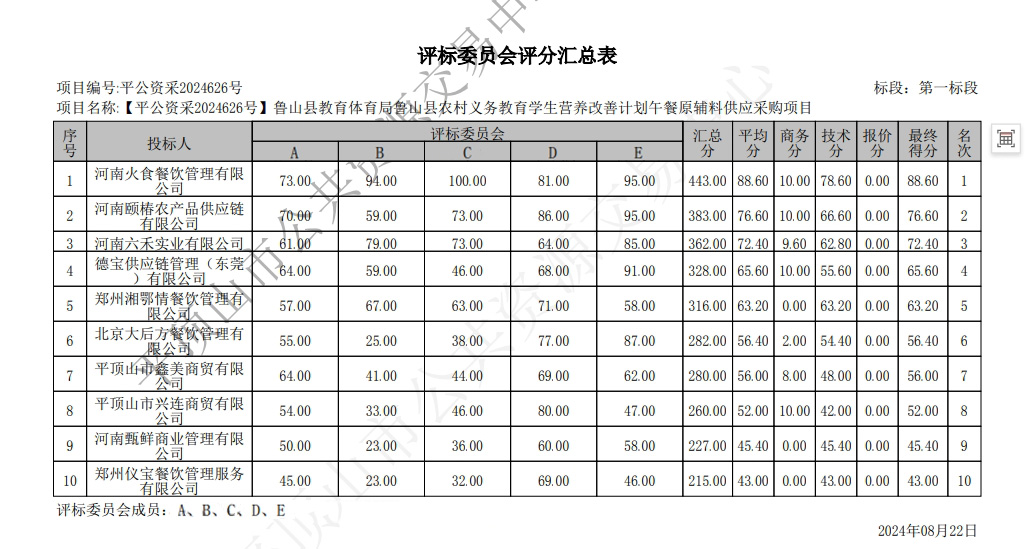 评标委员会评分汇总表
项目编号:平公资采2024626号 标段：第一标段
项目名称:【平公资采2024626号】鲁山县教育体育局鲁山县农村义务教育学生营养改善计划午餐原辅料供应采购项目
序号 投标人 评标委员会 汇总分 平均分 商务分 技术分 报价分 最终得分 名次
A B C D E
1 河南火食餐饮管理有限公司 73.00 94.00 100.00 81.00 95.00 443.00 88.60 10.00 78.60 0.00 88.60 1
2 河南颐椿农产品供应链有限公司 70.00 59.00 73.00 86.00 95.00 383.00 76.60 10.00 66.60 0.00 76.60 2
3 河南六禾实业有限公司 61.00 79.00 73.00 64.00 85.00 362.00 72.40 9.60 62.80 0.00 72.40 3
4 德宝供应链管理（东莞）有限公司 64.00 59.00 46.00 68.00 91.00 328.00 65.60 10.00 55.60 0.00 65.60 4
5 郑州湘鄂情餐饮管理有限公司 57.00 67.00 63.00 71.00 58.00 316.00 63.20 0.00 63.20 0.00 63.20 5
6 北京大后方餐饮管理有限公司 55.00 25.00 38.00 77.00 87.00 282.00 56.40 2.00 54.40 0.00 56.40 6
7 平顶山市鑫美商贸有限公司 64.00 41.00 44.00 69.00 62.00 280.00 56.00 8.00 48.00 0.00 56.00 7
8 平顶山市兴连商贸有限公司 54.00 33.00 46.00 80.00 47.00 260.00 52.00 10.00 42.00 0.00 52.00 8
9 河南甄鲜商业管理有限公司 50.00 23.00 36.00 60.00 58.00 227.00 45.40 0.00 45.40 0.00 45.40 9
10 郑州仪宝餐饮管理服务有限公司 45.00 23.00 32.00 69.00 46.00 215.00 43.00 0.00 43.00 0.00 43.00 10
评标委员会成员：A、B、C、D、E
2024年08月22日
平顶山市公共资源交易中
顶山市公共资源交易中心